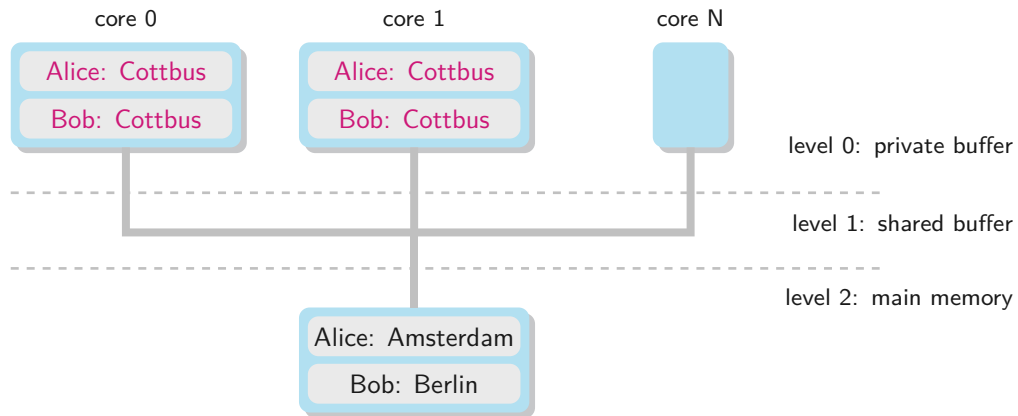 core 0
core 1
core N
Alice: Cottbus
Alice: Cottbus
Bob: Cottbus
Bob: Cottbus
level 0: private buffer
level 1: shared buffer
level 2: main memory
Alice: Amsterdam
Bob: Berlin